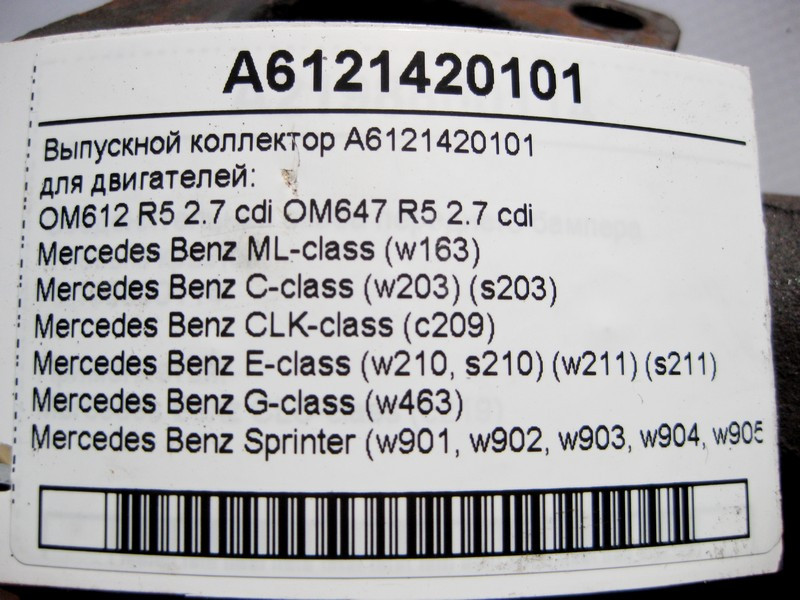 A6121420101
Выпускной коллектор A6121420101
для двигателей:
OM612 R5 2.7 cdi OM647 R5 2.7 cdi
Mercedes Benz ML-class (w163)
Mercedes Benz C-class (w203) (s203)
Mercedes Benz CLK-class (c209)
Mercedes Benz E-class (w210, s210) (w211) (s211)
Mercedes Benz G-class (w463)
Mercedes Benz Sprinter (w901, w902, w903, w904, w905